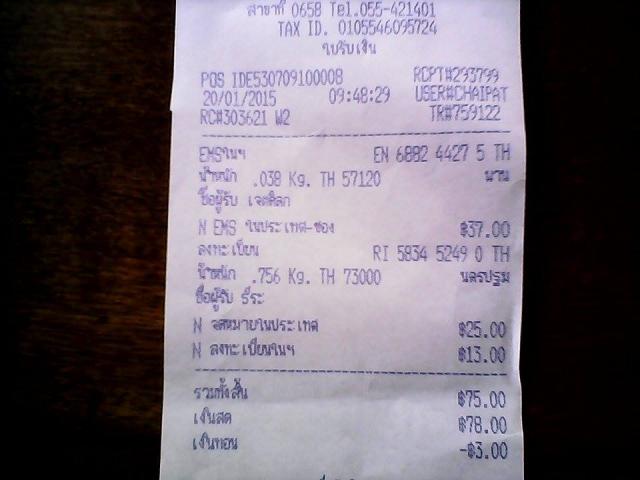 สาขาที่ 0658 Tel.055-421401
TAX ID. 0105546095724
ใบรับเงิน
POS IDE530709100008 RCPT#293799
20/01/2015 09:48:29 USER#CHAIPAT
RC#303621 W2 TR#759122
EMSในฯ EN 6882 4427 5 TH
น้ำหนัก .038 Kg. TH 57120 น่าน
ชื่อผู้รับ เจตศิลก
N EMS ในประเทศ-ซอง ฿37.00
ลงทะเบียน RI 5834 5249 0 TH
น้ำหนัก .756 Kg. TH 73000 นครปฐม
ชื่อผู้รับ ธีระ
N จดหมายในประเทศ ฿25.00
N ลงทะเบียนในฯ ฿13.00
รวมทั้งสิ้น ฿75.00
เงินสด ฿78.00
เงินทอน -฿3.00